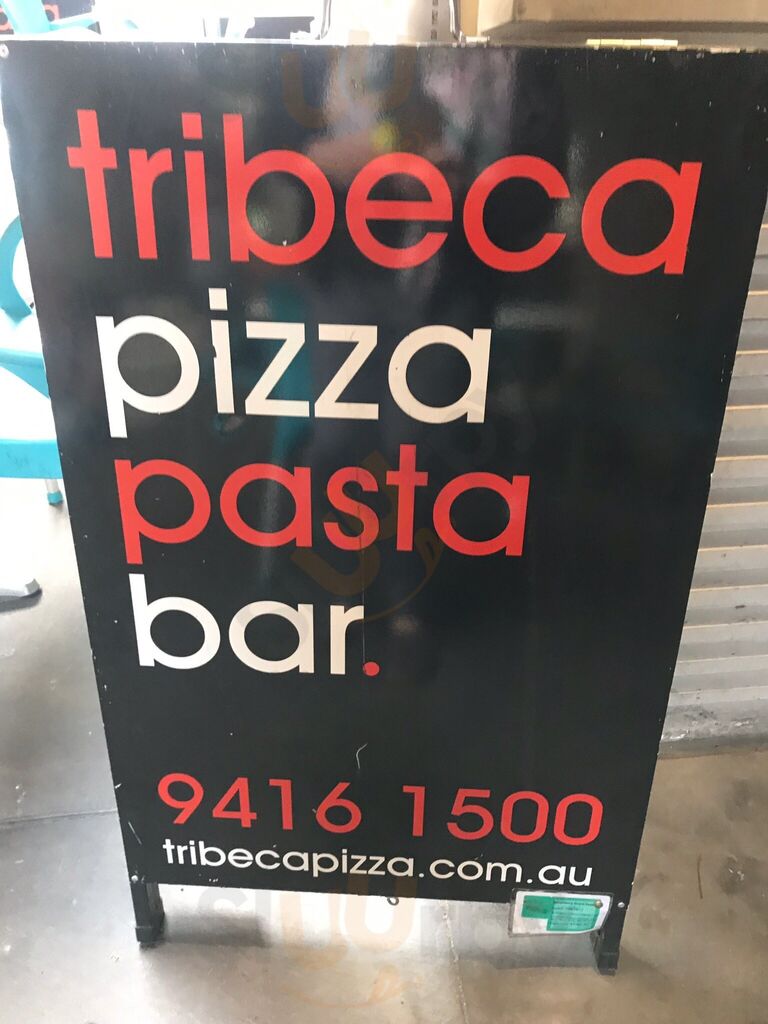 tribeca
pizza
pasta
bar.
9416 1500
tribecapizza.com.au